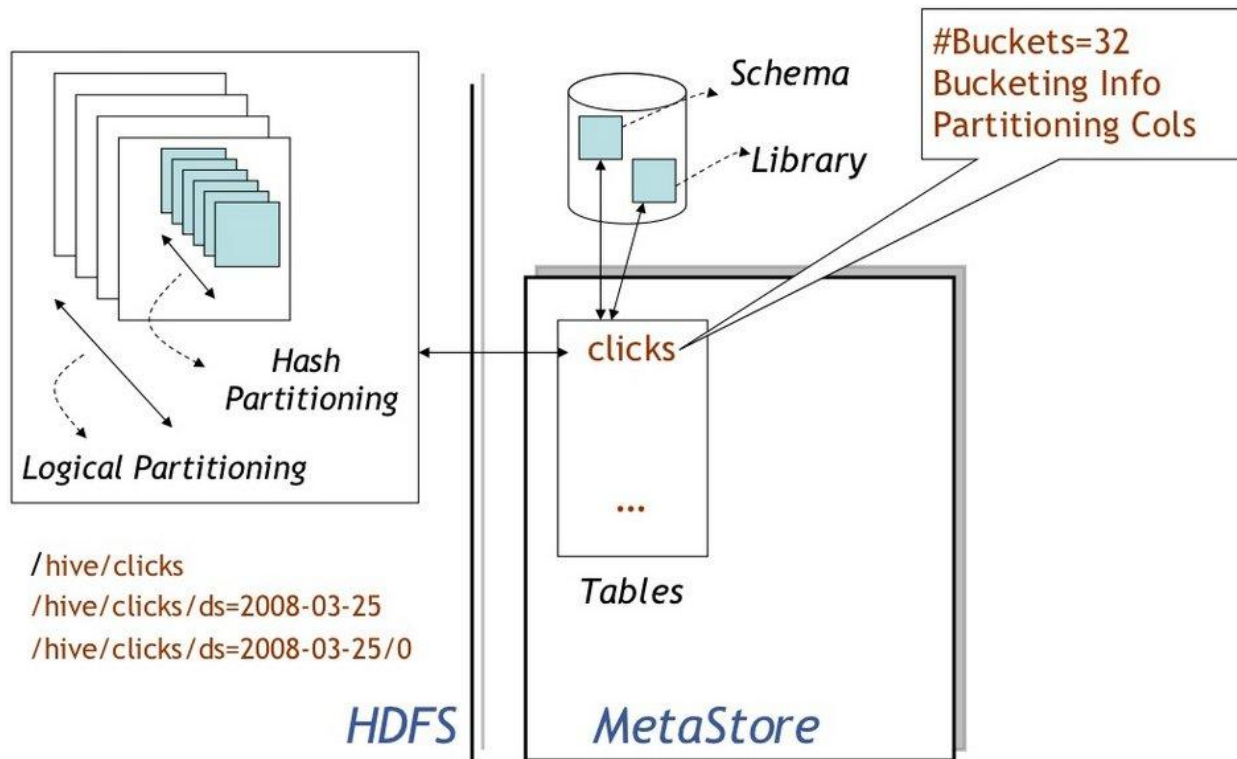 #Buckets=32
Bucketing Info
Partitioning Cols
Schema
Library
clicks
...
Tables
Hash
Partitioning
Logical Partitioning
/hive/clicks
/hive/clicks/ds=2008-03-25
/hive/clicks/ds=2008-03-25/0
HDFS
MetaStore